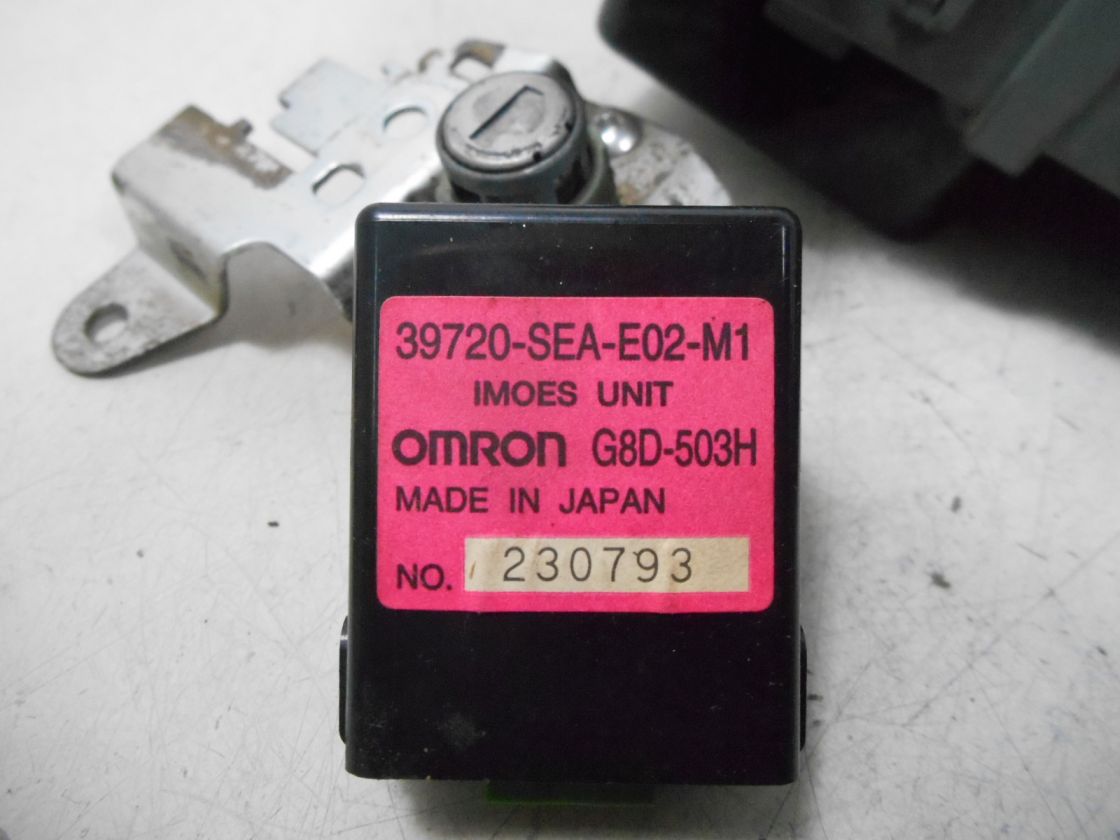 39720-SEA-E02-M1
IMOES UNIT
OMRON G8D-503H
MADE IN JAPAN
NO. 230793